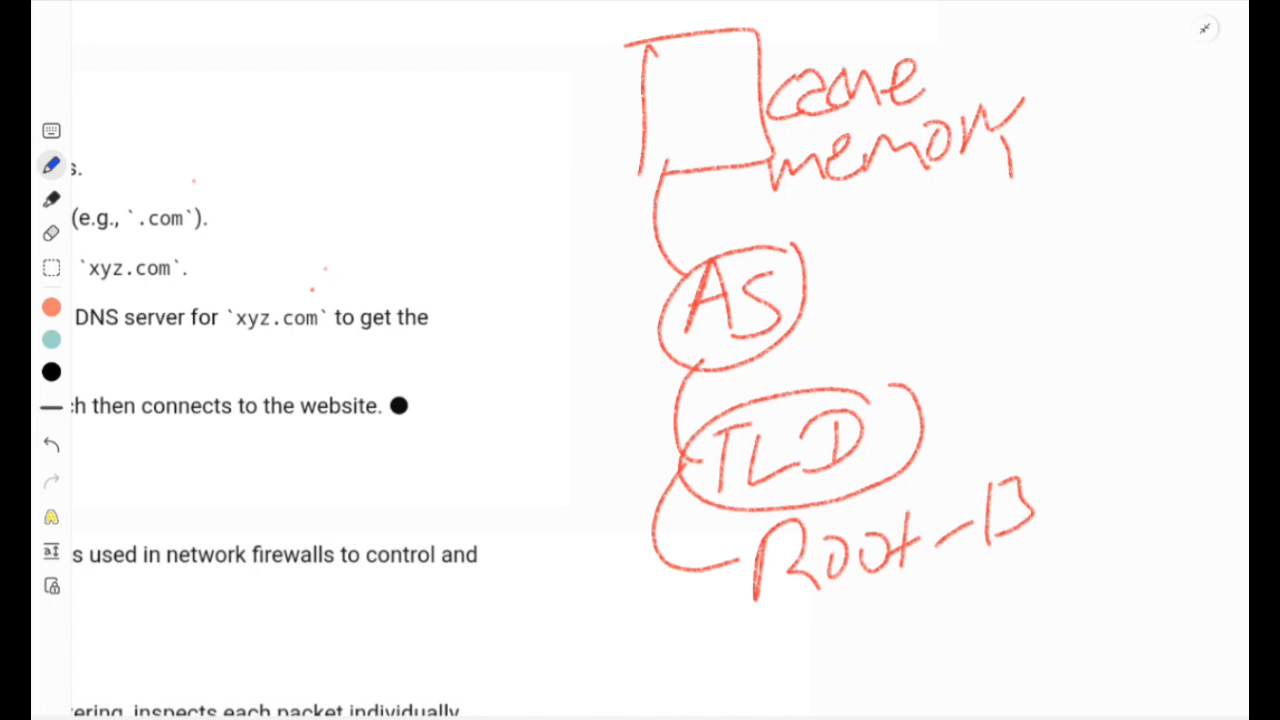 s.
(e.g., `.com`).
`xyz.com`.
DNS server for `xyz.com` to get the
ch then connects to the website.
s used in network firewalls to control and
ering, inspects each packet individually
cache
memory
AS
TLD
Root-13